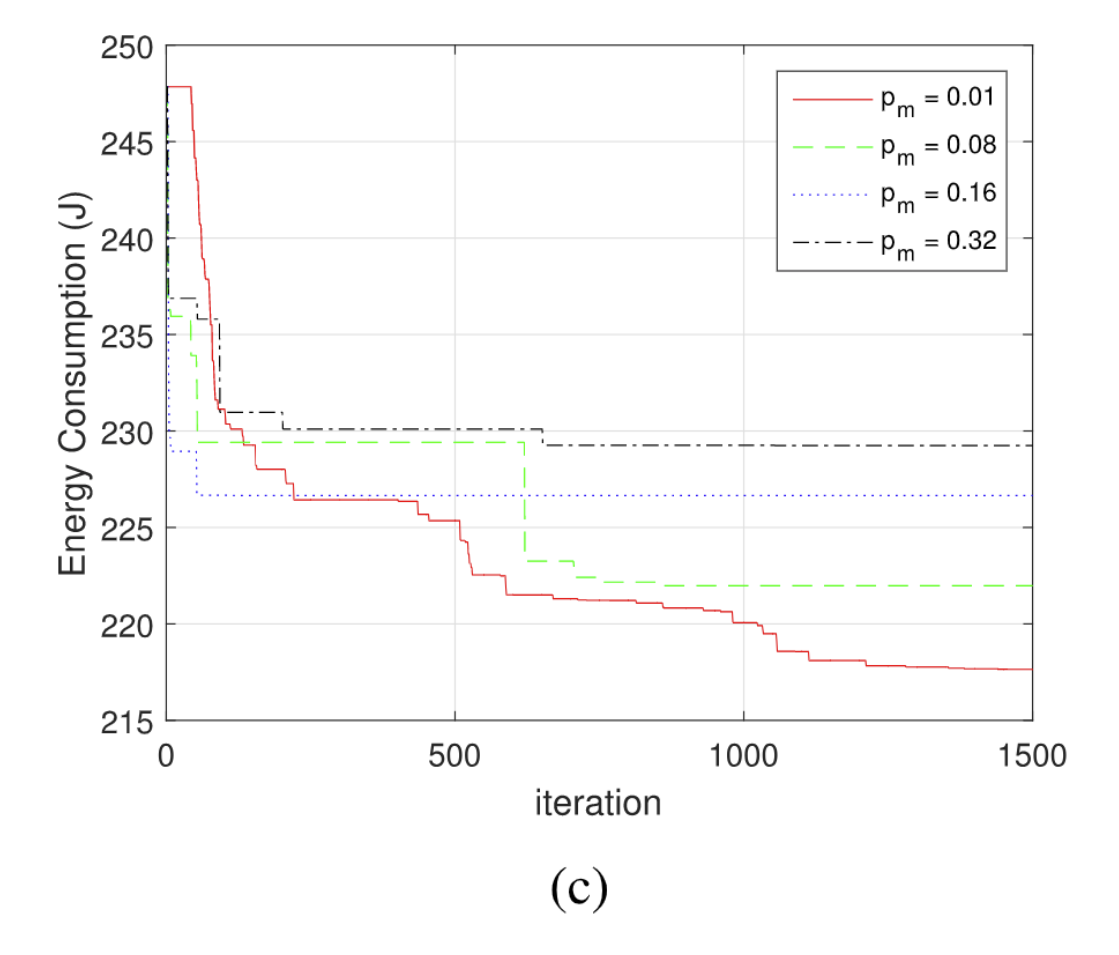 250
245
240
235
230
225
220
215
Energy Consumption (J)
p_m = 0.01
p_m = 0.08
p_m = 0.16
p_m = 0.32
0 500 1000 1500
iteration
(c)